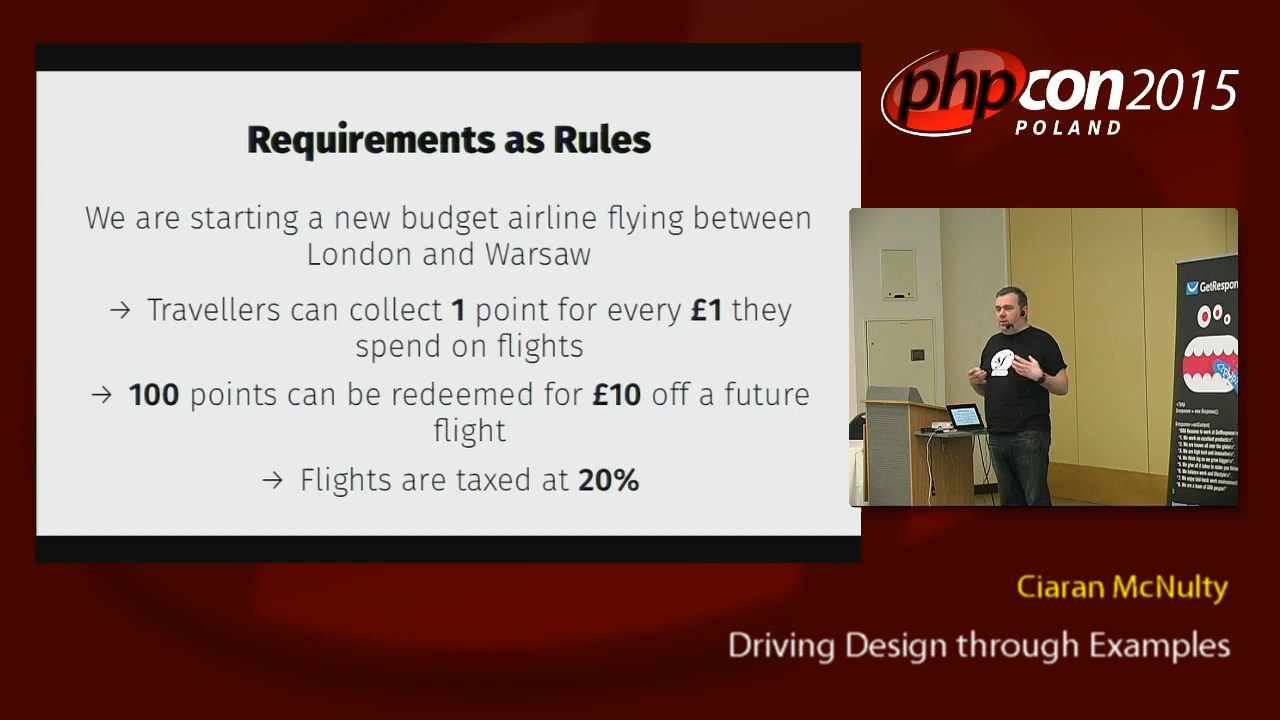 Requirements as Rules
We are starting a new budget airline flying between
London and Warsaw
→ Travellers can collect 1 point for every £1 they
spend on flights
→ 100 points can be redeemed for £10 off a future
flight
→ Flights are taxed at 20%
phpcon2015
POLAND
GetRespon
Ciaran McNulty
Driving Design through Examples